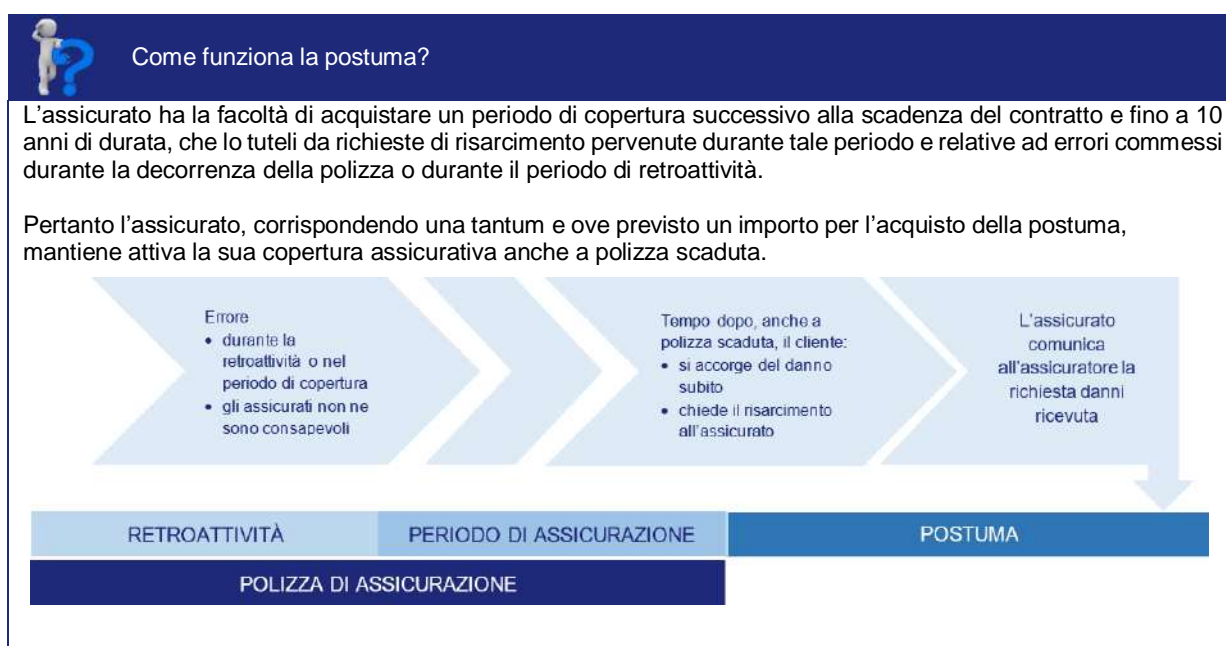 Come funziona la postuma?
L'assicurato ha la facoltà di acquistare un periodo di copertura successivo alla scadenza del contratto e fino a 10
anni di durata, che lo tuteli da richieste di risarcimento pervenute durante tale periodo e relative ad errori commessi
durante la decorrenza della polizza o durante il periodo di retroattività.
Pertanto l'assicurato, corrispondendo una tantum e ove previsto un importo per l'acquisto della postuma,
mantiene attiva la sua copertura assicurativa anche a polizza scaduta.
Errore
• durante la
retroattività o nel
periodo di copertura
• gli assicurati non ne
sono consapevoli
Tempo dopo, anche a
polizza scaduta, il cliente:
• si accorge del danno
subito
• chiede il risarcimento
all'assicurato
L'assicurato
comunica
all'assicuratore la
richiesta danni
ricevuta
RETROATTIVITÀ
PERIODO DI ASSICURAZIONE
POSTUMA
POLIZZA DI ASSICURAZIONE